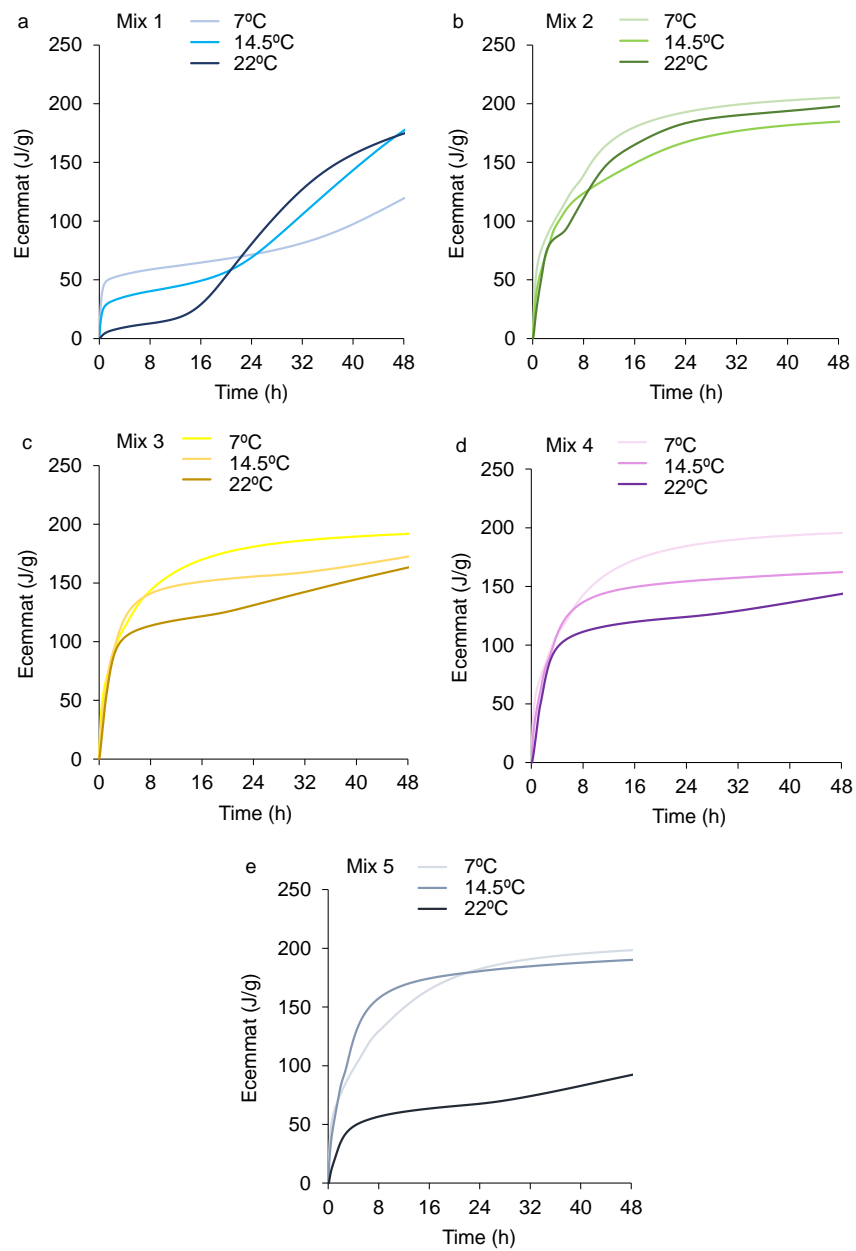 a Mix 1 7ºC
14.5ºC
22ºC
250
200
150
100
50
0
Ecemmat (J/g)
0 8 16 24 32 40 48
Time (h)
b Mix 2 7ºC
14.5ºC
22ºC
250
200
150
100
50
0
Ecemmat (J/g)
0 8 16 24 32 40 48
Time (h)
c Mix 3 7ºC
14.5ºC
22ºC
250
200
150
100
50
0
Ecemmat (J/g)
0 8 16 24 32 40 48
Time (h)
d Mix 4 7ºC
14.5ºC
22ºC
250
200
150
100
50
0
Ecemmat (J/g)
0 8 16 24 32 40 48
Time (h)
e Mix 5 7ºC
14.5ºC
22ºC
250
200
150
100
50
0
Ecemmat (J/g)
0 8 16 24 32 40 48
Time (h)